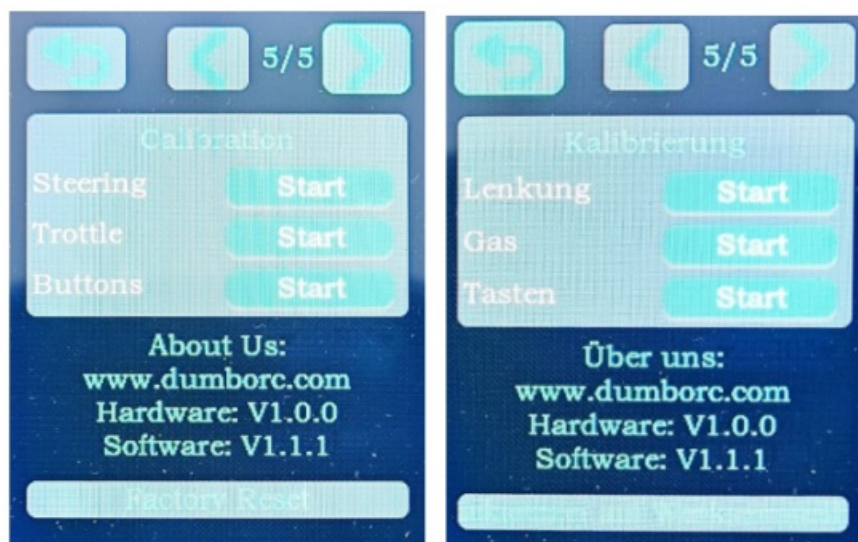 5/5
Calibration
Steering Start
Trottle Start
Buttons Start
About Us:
www.dumborc.com
Hardware: V1.0.0
Software: V1.1.1
Factory Reset
5/5
Kalibrierung
Lenkung Start
Gas Start
Tasten Start
Über uns:
www.dumborc.com
Hardware: V1.0.0
Software: V1.1.1